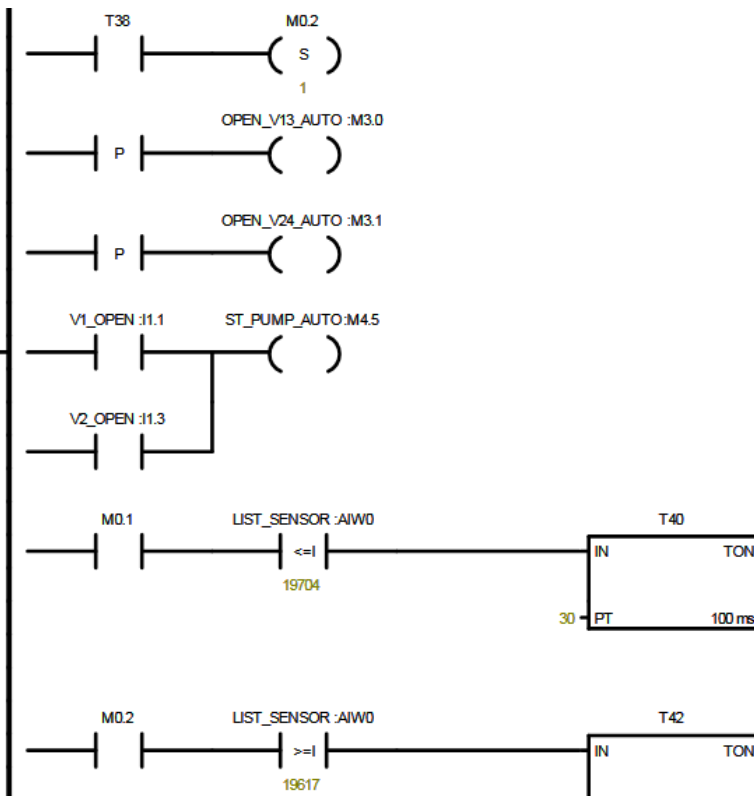 T38 M0.2
S
1
OPEN_V13_AUTO :M3.0
P
OPEN_V24_AUTO :M3.1
P
V1_OPEN :I1.1 ST_PUMP_AUTO:M4.5
V2_OPEN :I1.3
M0.1 LIST_SENSOR :AIW0 T40
<=I IN TON
19704
30 PT 100 ms
M0.2 LIST_SENSOR :AIW0 T42
>=I IN TON
19617